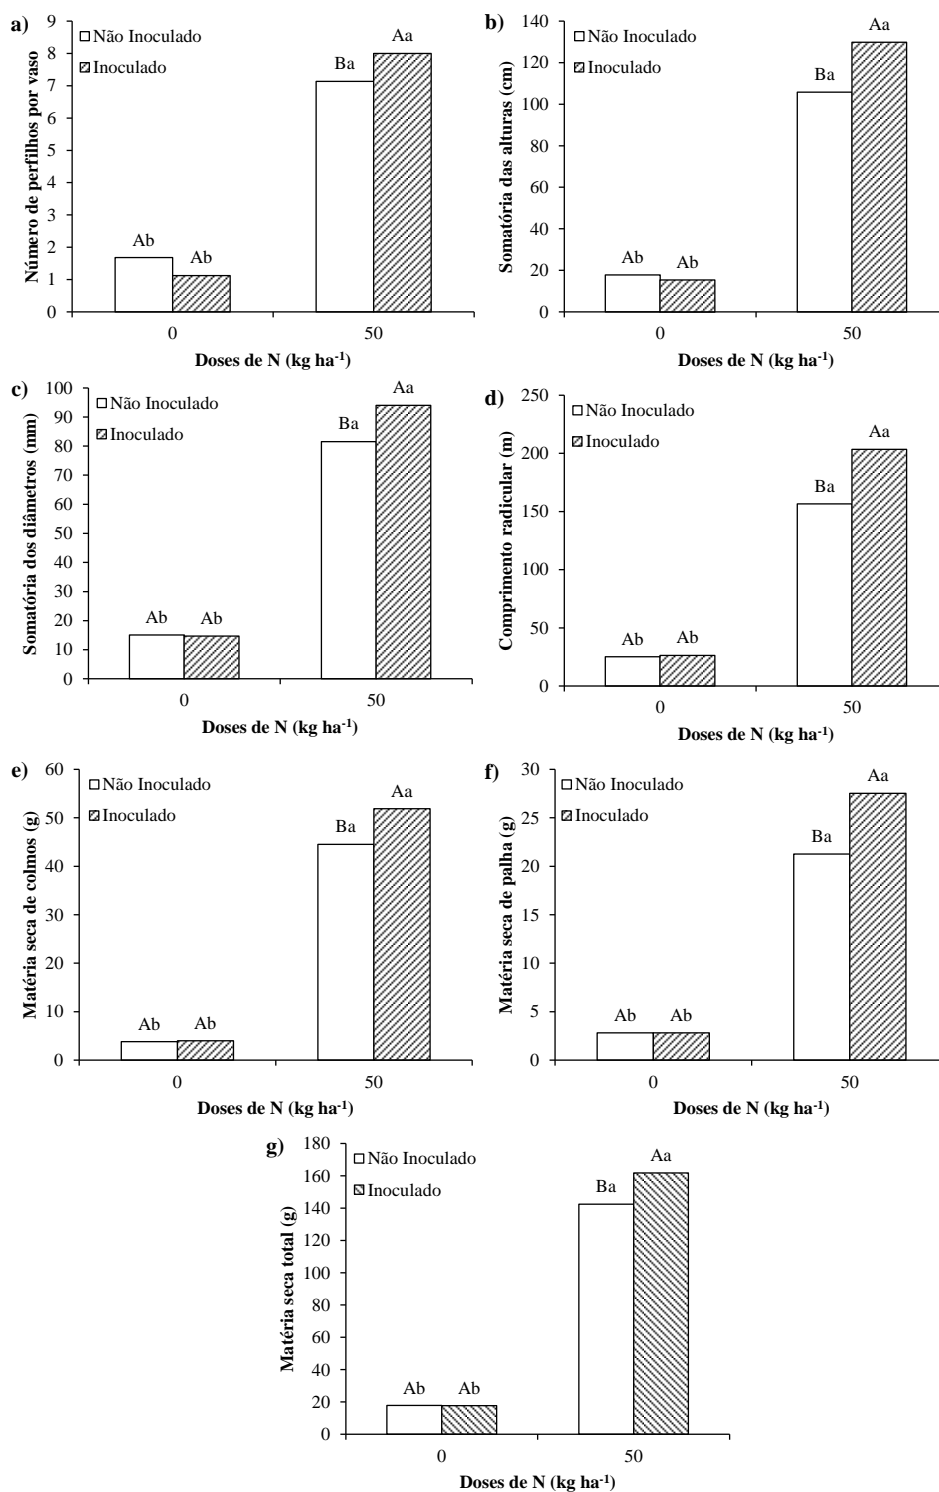 a)
Número de perfilhos por vaso
9
8
7
6
5
4
3
2
1
0
Não Inoculado
Inoculado
Ab
Ab
Ba
Aa
0
50
Doses de N (kg ha⁻¹)
b)
Somatória das alturas (cm)
140
120
100
80
60
40
20
0
Não Inoculado
Inoculado
Ab
Ab
Ba
Aa
0
50
Doses de N (kg ha⁻¹)
c)
Somatória dos diâmetros (mm)
100
90
80
70
60
50
40
30
20
10
0
Não Inoculado
Inoculado
Ab
Ab
Ba
Aa
0
50
Doses de N (kg ha⁻¹)
d)
Comprimento radicular (m)
250
200
150
100
50
0
Não Inoculado
Inoculado
Ab
Ab
Ba
Aa
0
50
Doses de N (kg ha⁻¹)
e)
Matéria seca de colmos (g)
60
50
40
30
20
10
0
Não Inoculado
Inoculado
Ab
Ab
Ba
Aa
0
50
Doses de N (kg ha⁻¹)
f)
Matéria seca de palha (g)
30
25
20
15
10
5
0
Não Inoculado
Inoculado
Ab
Ab
Ba
Aa
0
50
Doses de N (kg ha⁻¹)
g)
Matéria seca total (g)
180
160
140
120
100
80
60
40
20
0
Não Inoculado
Inoculado
Ab
Ab
Ba
Aa
0
50
Doses de N (kg ha⁻¹)